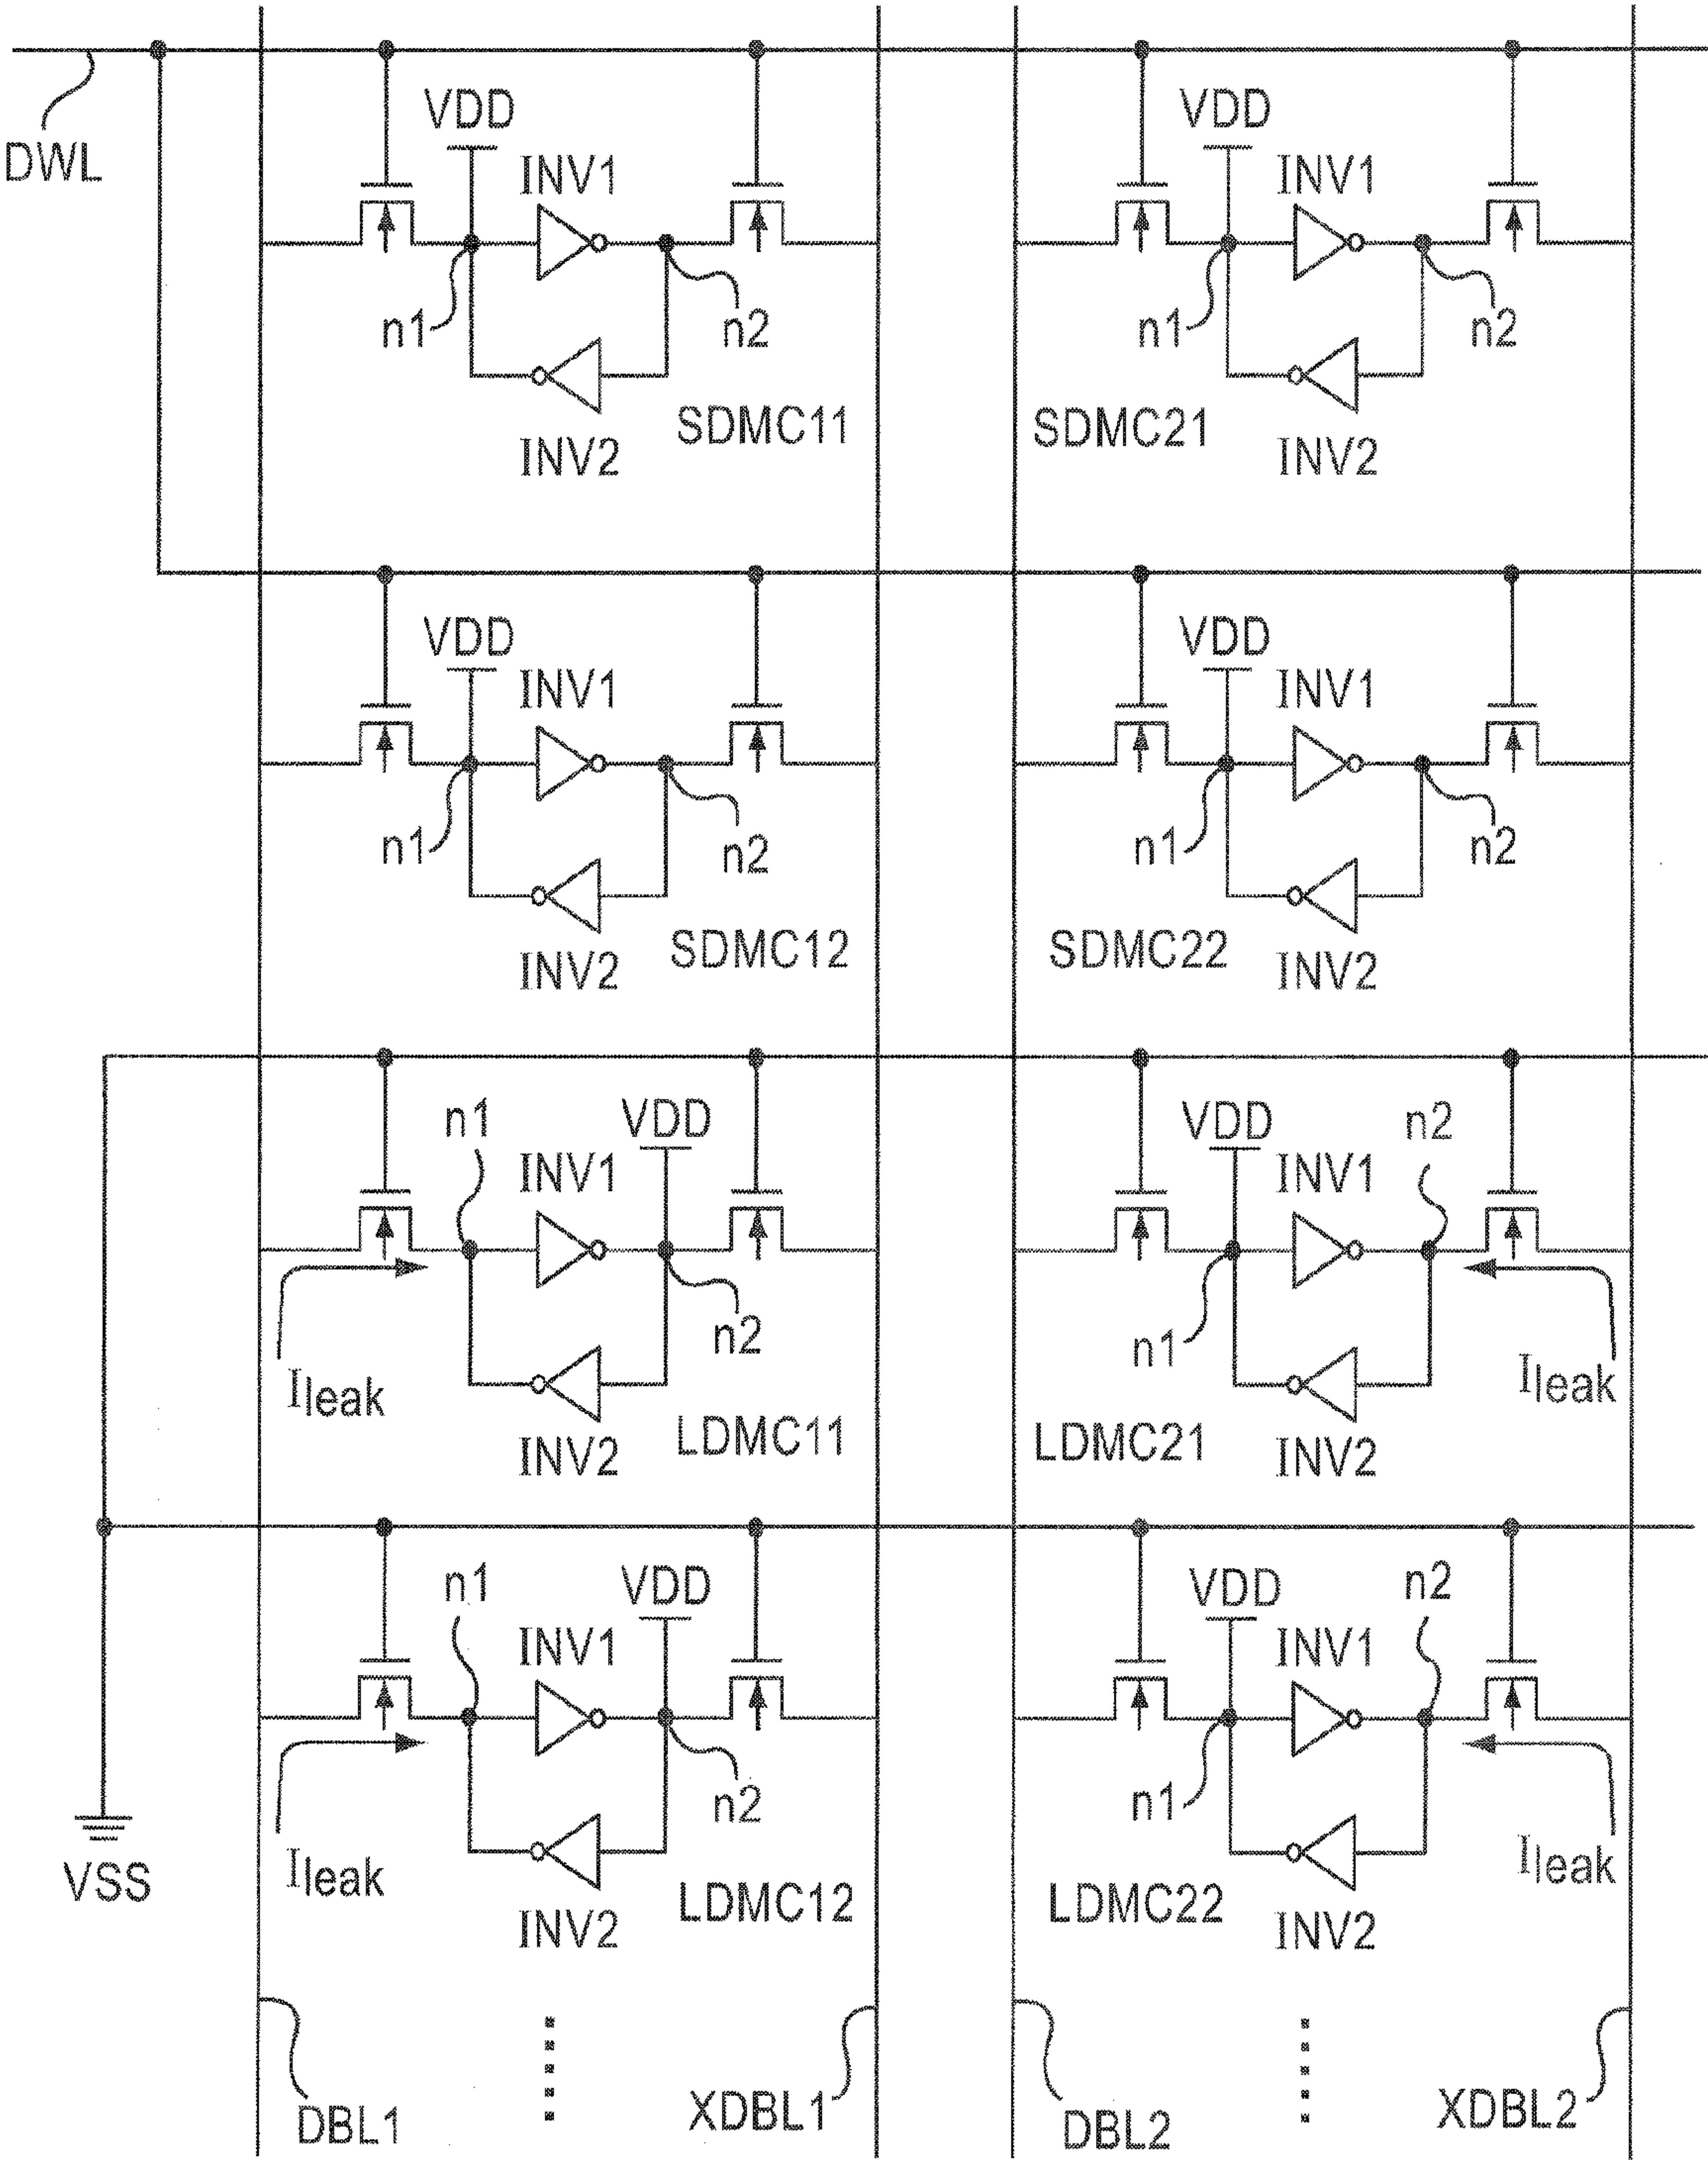 DWL
VDD
INV1
n1
n2
INV2
SDMC11
VDD
INV1
n1
n2
SDMC21
INV2
VDD
INV1
n1
n2
INV2
SDMC12
VDD
INV1
n1
n2
SDMC22
INV2
n1
VDD
INV1
n2
Ileak
INV2
LDMC11
VDD
n2
INV1
n1
Ileak
LDMC21
INV2
n1
VDD
INV1
n2
VSS
Ileak
INV2
LDMC12
VDD
n2
INV1
n1
Ileak
LDMC22
INV2
DBL1
XDBL1
DBL2
XDBL2